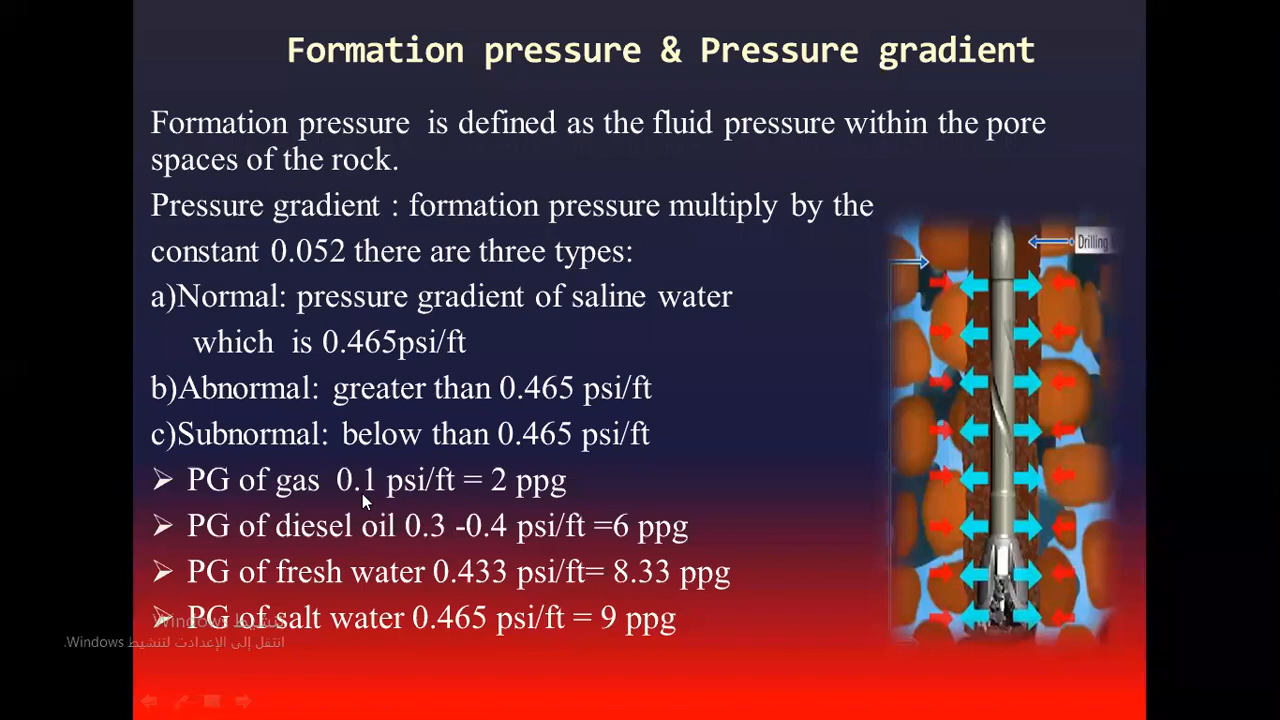 Formation pressure & Pressure gradient
Formation pressure is defined as the fluid pressure within the pore
spaces of the rock.
Pressure gradient : formation pressure multiply by the
constant 0.052 there are three types:
a)Normal: pressure gradient of saline water
which is 0.465psi/ft
b)Abnormal: greater than 0.465 psi/ft
c)Subnormal: below than 0.465 psi/ft
➢ PG of gas 0.1 psi/ft = 2 ppg
➢ PG of diesel oil 0.3 -0.4 psi/ft =6 ppg
➢ PG of fresh water 0.433 psi/ft= 8.33 ppg
➢ PG of salt water 0.465 psi/ft = 9 ppg
Drilling
تنشيط Windows
انتقل إلى الإعدادت لتنشيط Windows.